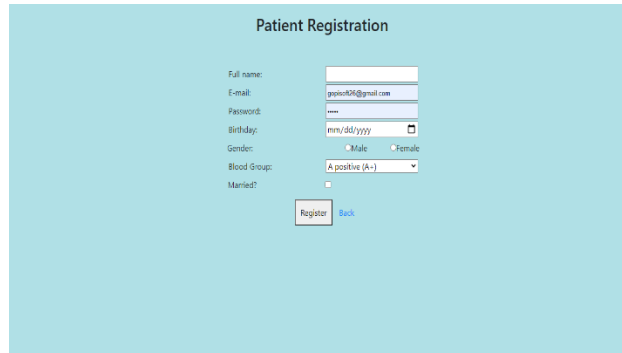 Patient Registration
Full name:
E-mail: gopisoft26@gmail.com
Password: •••••
Birthday: mm/dd/yyyy
Gender: Male Female
Blood Group: A positive (A+)
Married?
Register Back